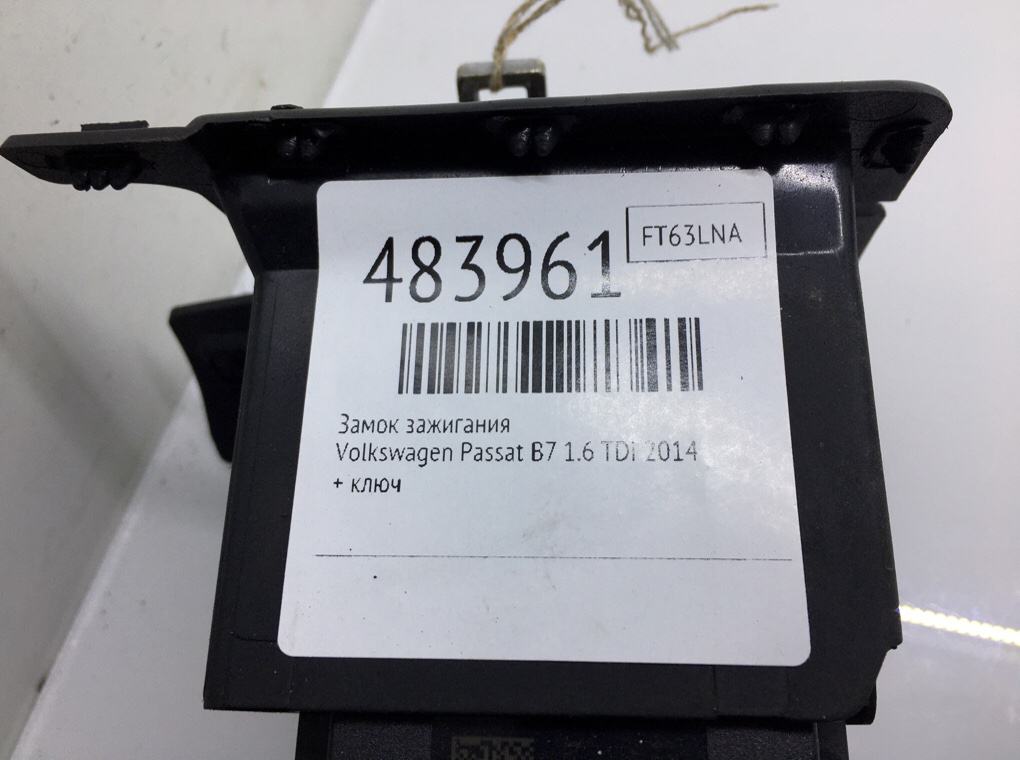 483961
FT63LNA
Замок зажигания
Volkswagen Passat B7 1.6 TDI 2014
+ ключ